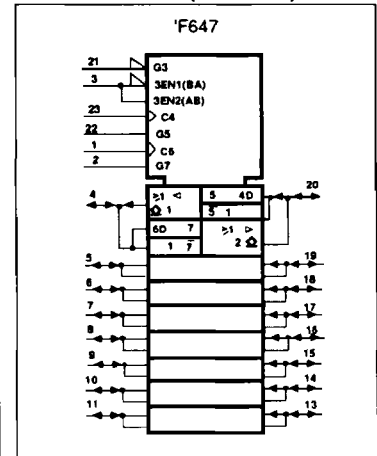 'F647
21 G3
3 3EN1(BA)
3EN2(AB)
23 C4
22 G5
1 C6
2 G7
4 ≥1 ◁ 5 4D 20
1 5̅ 1
6D 7 ≥1 ▷
1 7̅ 2
5 19
6 18
7 17
8 16
9 15
10 14
11 13